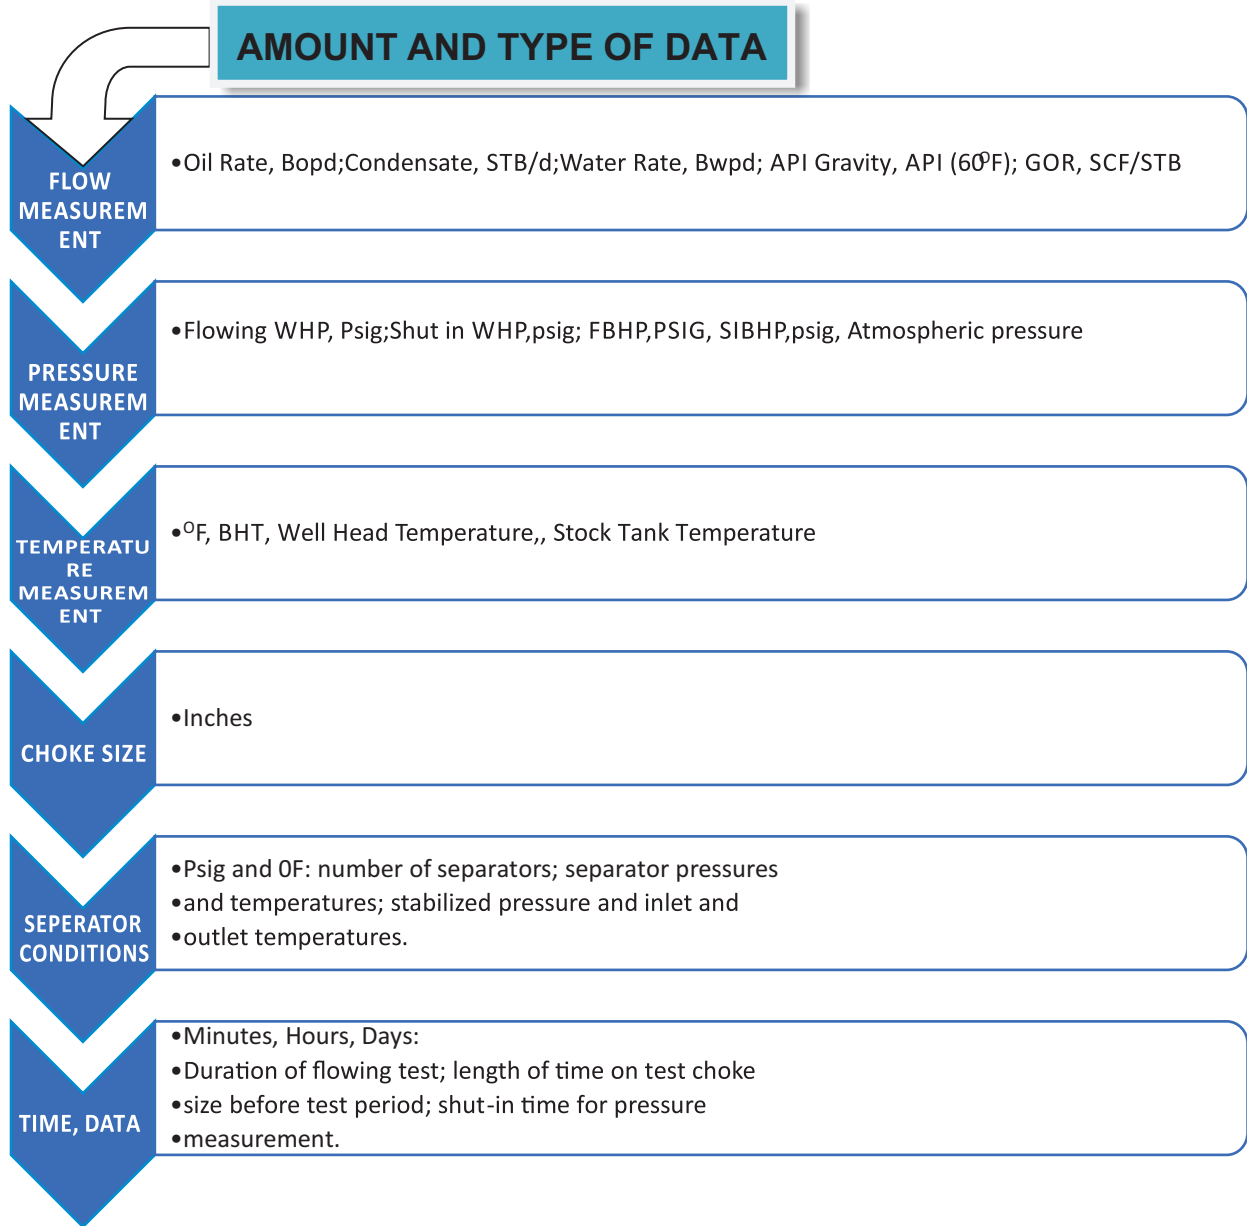 AMOUNT AND TYPE OF DATA
FLOW
MEASUREM
ENT
•Oil Rate, Bopd;Condensate, STB/d;Water Rate, Bwpd; API Gravity, API (60ᴼF); GOR, SCF/STB
PRESSURE
MEASUREM
ENT
•Flowing WHP, Psig;Shut in WHP,psig; FBHP,PSIG, SIBHP,psig, Atmospheric pressure
TEMPERATU
RE
MEASUREM
ENT
•ᴼF, BHT, Well Head Temperature,, Stock Tank Temperature
CHOKE SIZE
•Inches
SEPERATOR
CONDITIONS
•Psig and 0F: number of separators; separator pressures
•and temperatures; stabilized pressure and inlet and
•outlet temperatures.
TIME, DATA
•Minutes, Hours, Days:
•Duration of flowing test; length of time on test choke
•size before test period; shut-in time for pressure
•measurement.